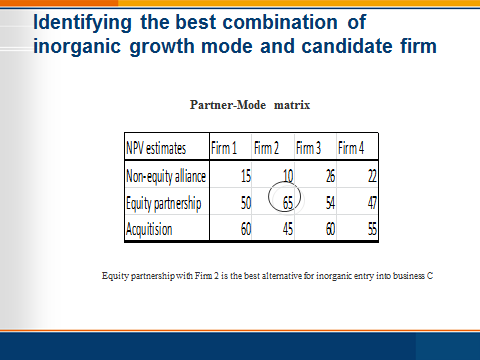 Identifying the best combination of
inorganic growth mode and candidate firm
Partner-Mode matrix
NPV estimates Firm 1 Firm 2 Firm 3 Firm 4
Non-equity alliance 15 10 26 22
Equity partnership 50 65 54 47
Acquitision 60 45 60 55
Equity partnership with Firm 2 is the best alternative for inorganic entry into business C